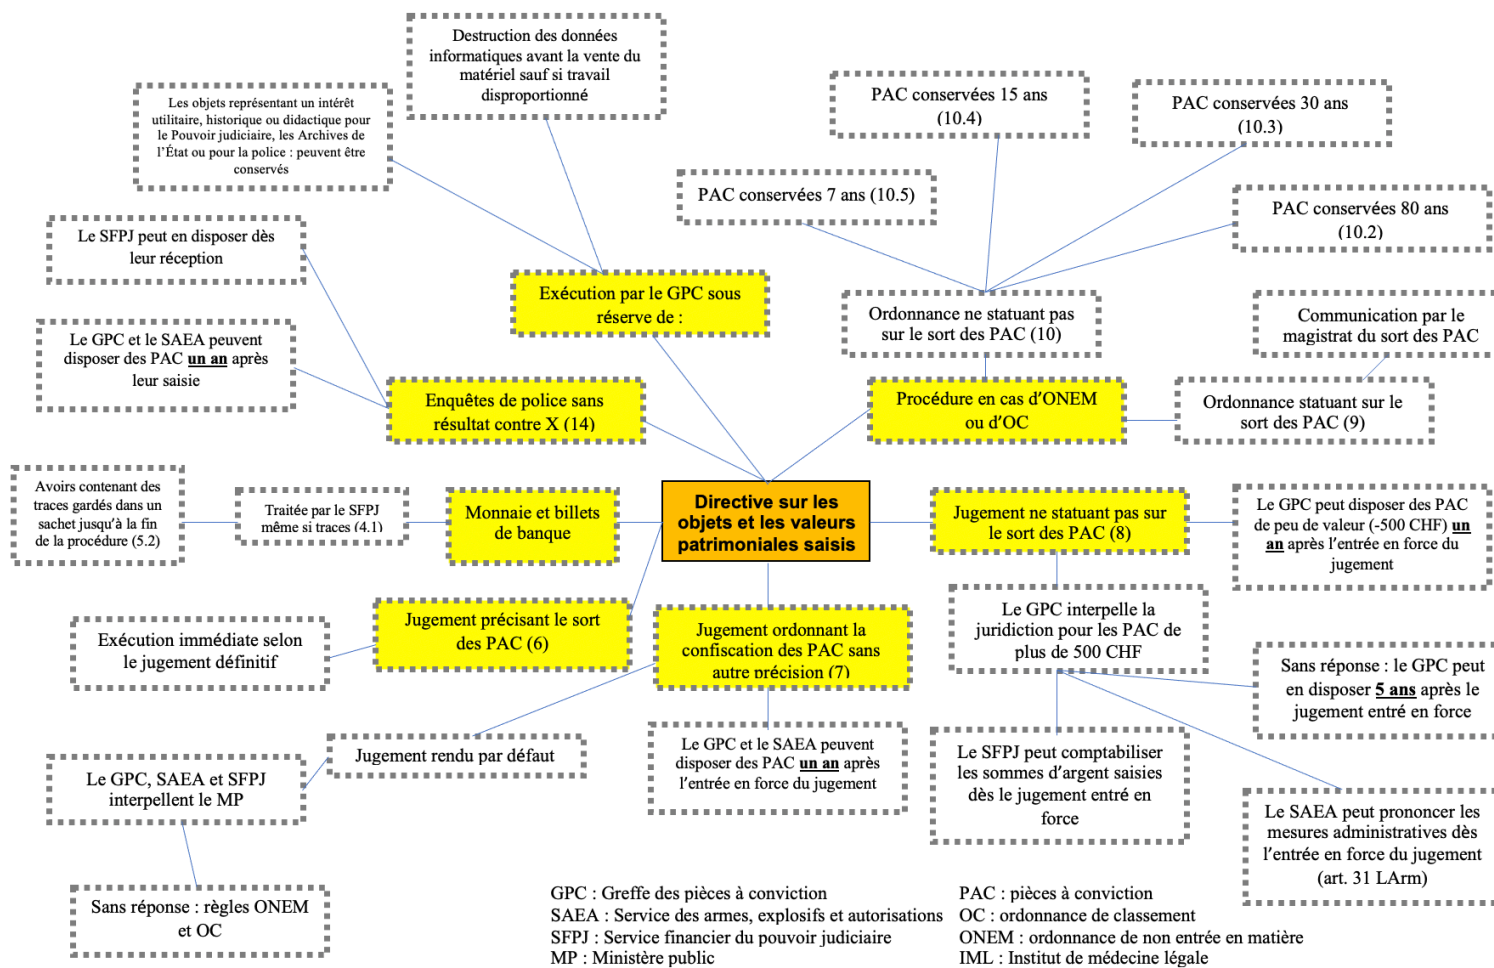 Destruction des données
informatiques avant la vente du
matériel sauf si travail
disproportionné
Les objets représentant un intérêt
utilitaire, historique ou didactique pour
le Pouvoir judiciaire, les Archives de
l'État ou pour la police : peuvent être
conservés
PAC conservées 15 ans
(10.4)
PAC conservées 30 ans
(10.3)
PAC conservées 7 ans (10.5)
PAC conservées 80 ans
(10.2)
Le SFPJ peut en disposer dès
leur réception
Exécution par le GPC sous
réserve de :
Ordonnance ne statuant pas
sur le sort des PAC (10)
Communication par le
magistrat du sort des PAC
Le GPC et le SAEA peuvent
disposer des PAC un an après
leur saisie
Enquêtes de police sans
résultat contre X (14)
Procédure en cas d'ONEM
ou d'OC
Ordonnance statuant sur le
sort des PAC (9)
Avoirs contenant des
traces gardés dans un
sachet jusqu'à la fin
de la procédure (5.2)
Traitée par le SFPJ
même si traces (4.1)
Monnaie et billets
de banque
Directive sur les
objets et les valeurs
patrimoniales saisis
Jugement ne statuant pas sur
le sort des PAC (8)
Le GPC peut disposer des PAC
de peu de valeur (-500 CHF) un
an après l'entrée en force du
jugement
Exécution immédiate selon
le jugement définitif
Jugement précisant le sort
des PAC (6)
Jugement ordonnant la
confiscation des PAC sans
autre précision (7)
Le GPC interpelle la
juridiction pour les PAC de
plus de 500 CHF
Sans réponse : le GPC peut
en disposer 5 ans après le
jugement entré en force
Jugement rendu par défaut
Le GPC et le SAEA peuvent
disposer des PAC un an après
l'entrée en force du jugement
Le SFPJ peut comptabiliser
les sommes d'argent saisies
dès le jugement entré en
force
Le GPC, SAEA et SFPJ
interpellent le MP
Le SAEA peut prononcer les
mesures administratives dès
l'entrée en force du jugement
(art. 31 LArm)
Sans réponse : règles ONEM
et OC
GPC : Greffe des pièces à conviction
SAEA : Service des armes, explosifs et autorisations
SFPJ : Service financier du pouvoir judiciaire
MP : Ministère public
PAC : pièces à conviction
OC : ordonnance de classement
ONEM : ordonnance de non entrée en matière
IML : Institut de médecine légale